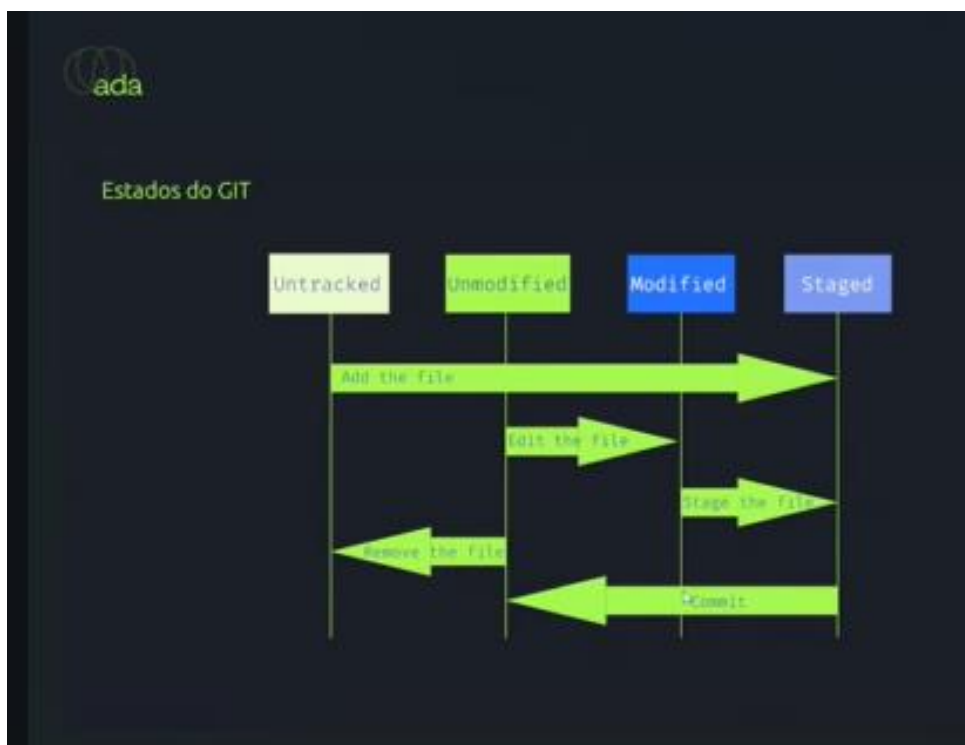 ada
Estados do GIT
Untracked
Unmodified
Modified
Staged
Add the file
Edit the file
Stage the file
Remove the file
Commit